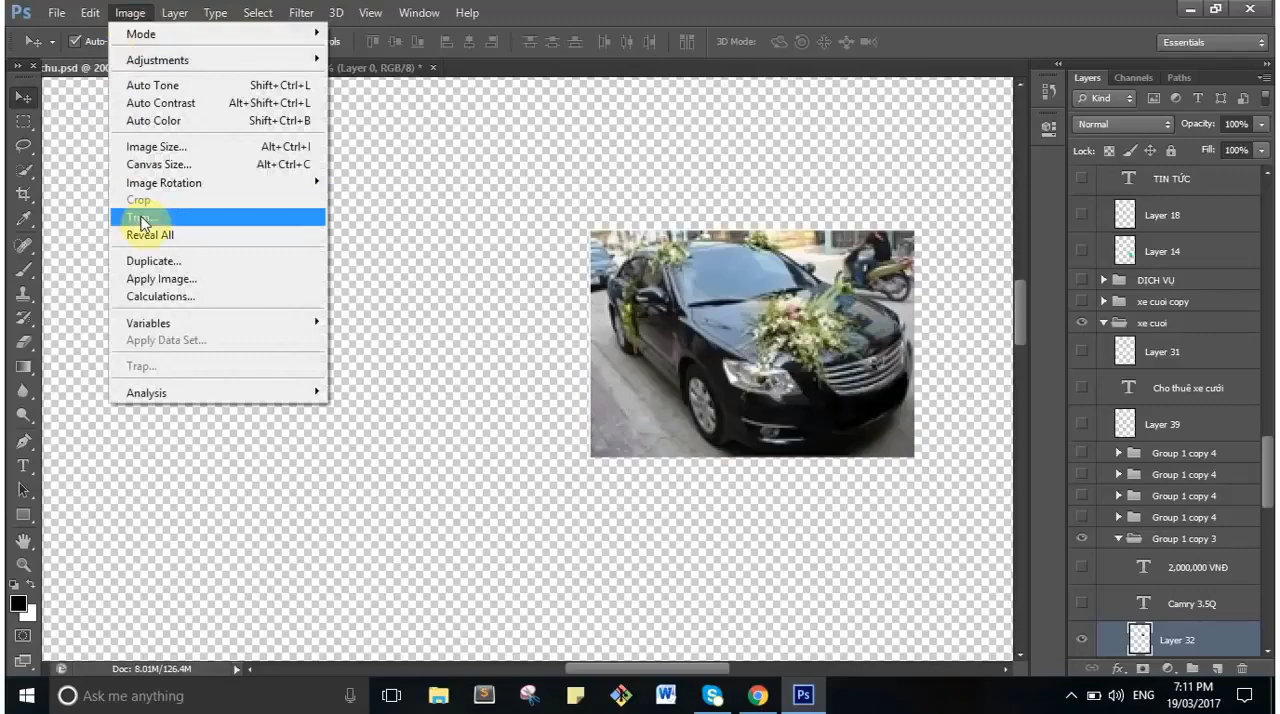 Ps File Edit Image Layer Type Select Filter 3D View Window Help
Auto-
3D Mode:
Essentials
chu.psd @ 200
% (Layer 0, RGB/8) *
Mode
Adjustments
Auto Tone Shift+Ctrl+L
Auto Contrast Alt+Shift+Ctrl+L
Auto Color Shift+Ctrl+B
Image Size... Alt+Ctrl+I
Canvas Size... Alt+Ctrl+C
Image Rotation
Crop
Reveal All
Duplicate...
Apply Image...
Calculations...
Variables
Apply Data Set...
Trap...
Analysis
Layers Channels Paths
Kind
Normal Opacity: 100%
Lock: Fill: 100%
TIN TỨC
Layer 18
Layer 14
DỊCH VỤ
xe cuoi copy
xe cuoi
Layer 31
Cho thuê xe cưới
Layer 39
Group 1 copy 4
Group 1 copy 4
Group 1 copy 4
Group 1 copy 4
Group 1 copy 3
2,000,000 VNĐ
Camry 3.5Q
Layer 32
Doc: 8.01M/126.4M
Ask me anything
ENG
7:11 PM
19/03/2017